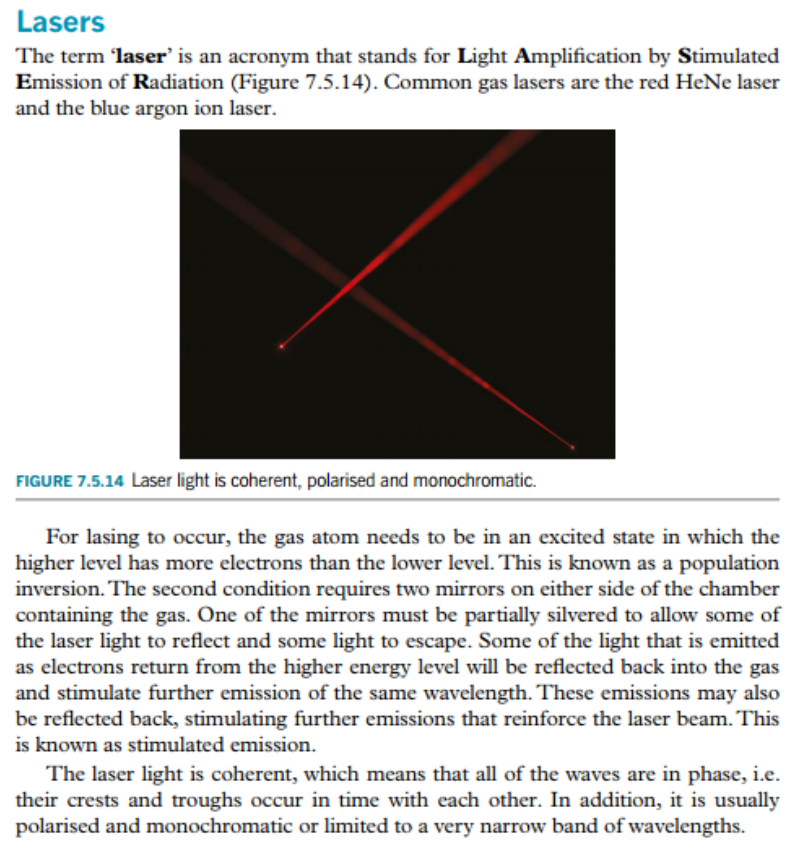 Lasers
The term ‘laser’ is an acronym that stands for Light Amplification by Stimulated
Emission of Radiation (Figure 7.5.14). Common gas lasers are the red HeNe laser
and the blue argon ion laser.
FIGURE 7.5.14 Laser light is coherent, polarised and monochromatic.
For lasing to occur, the gas atom needs to be in an excited state in which the
higher level has more electrons than the lower level. This is known as a population
inversion. The second condition requires two mirrors on either side of the chamber
containing the gas. One of the mirrors must be partially silvered to allow some of
the laser light to reflect and some light to escape. Some of the light that is emitted
as electrons return from the higher energy level will be reflected back into the gas
and stimulate further emission of the same wavelength. These emissions may also
be reflected back, stimulating further emissions that reinforce the laser beam. This
is known as stimulated emission.
The laser light is coherent, which means that all of the waves are in phase, i.e.
their crests and troughs occur in time with each other. In addition, it is usually
polarised and monochromatic or limited to a very narrow band of wavelengths.